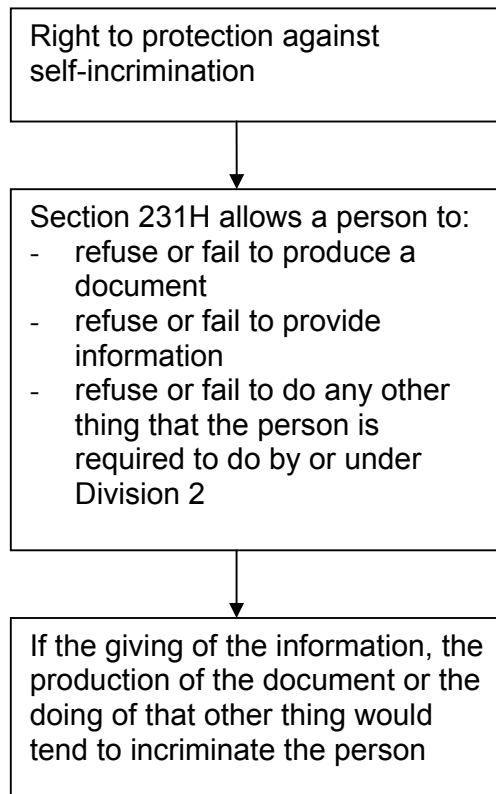 Right to protection against
self-incrimination
Section 231H allows a person to:
- refuse or fail to produce a
document
- refuse or fail to provide
information
- refuse or fail to do any other
thing that the person is
required to do by or under
Division 2
If the giving of the information, the
production of the document or the
doing of that other thing would
tend to incriminate the person